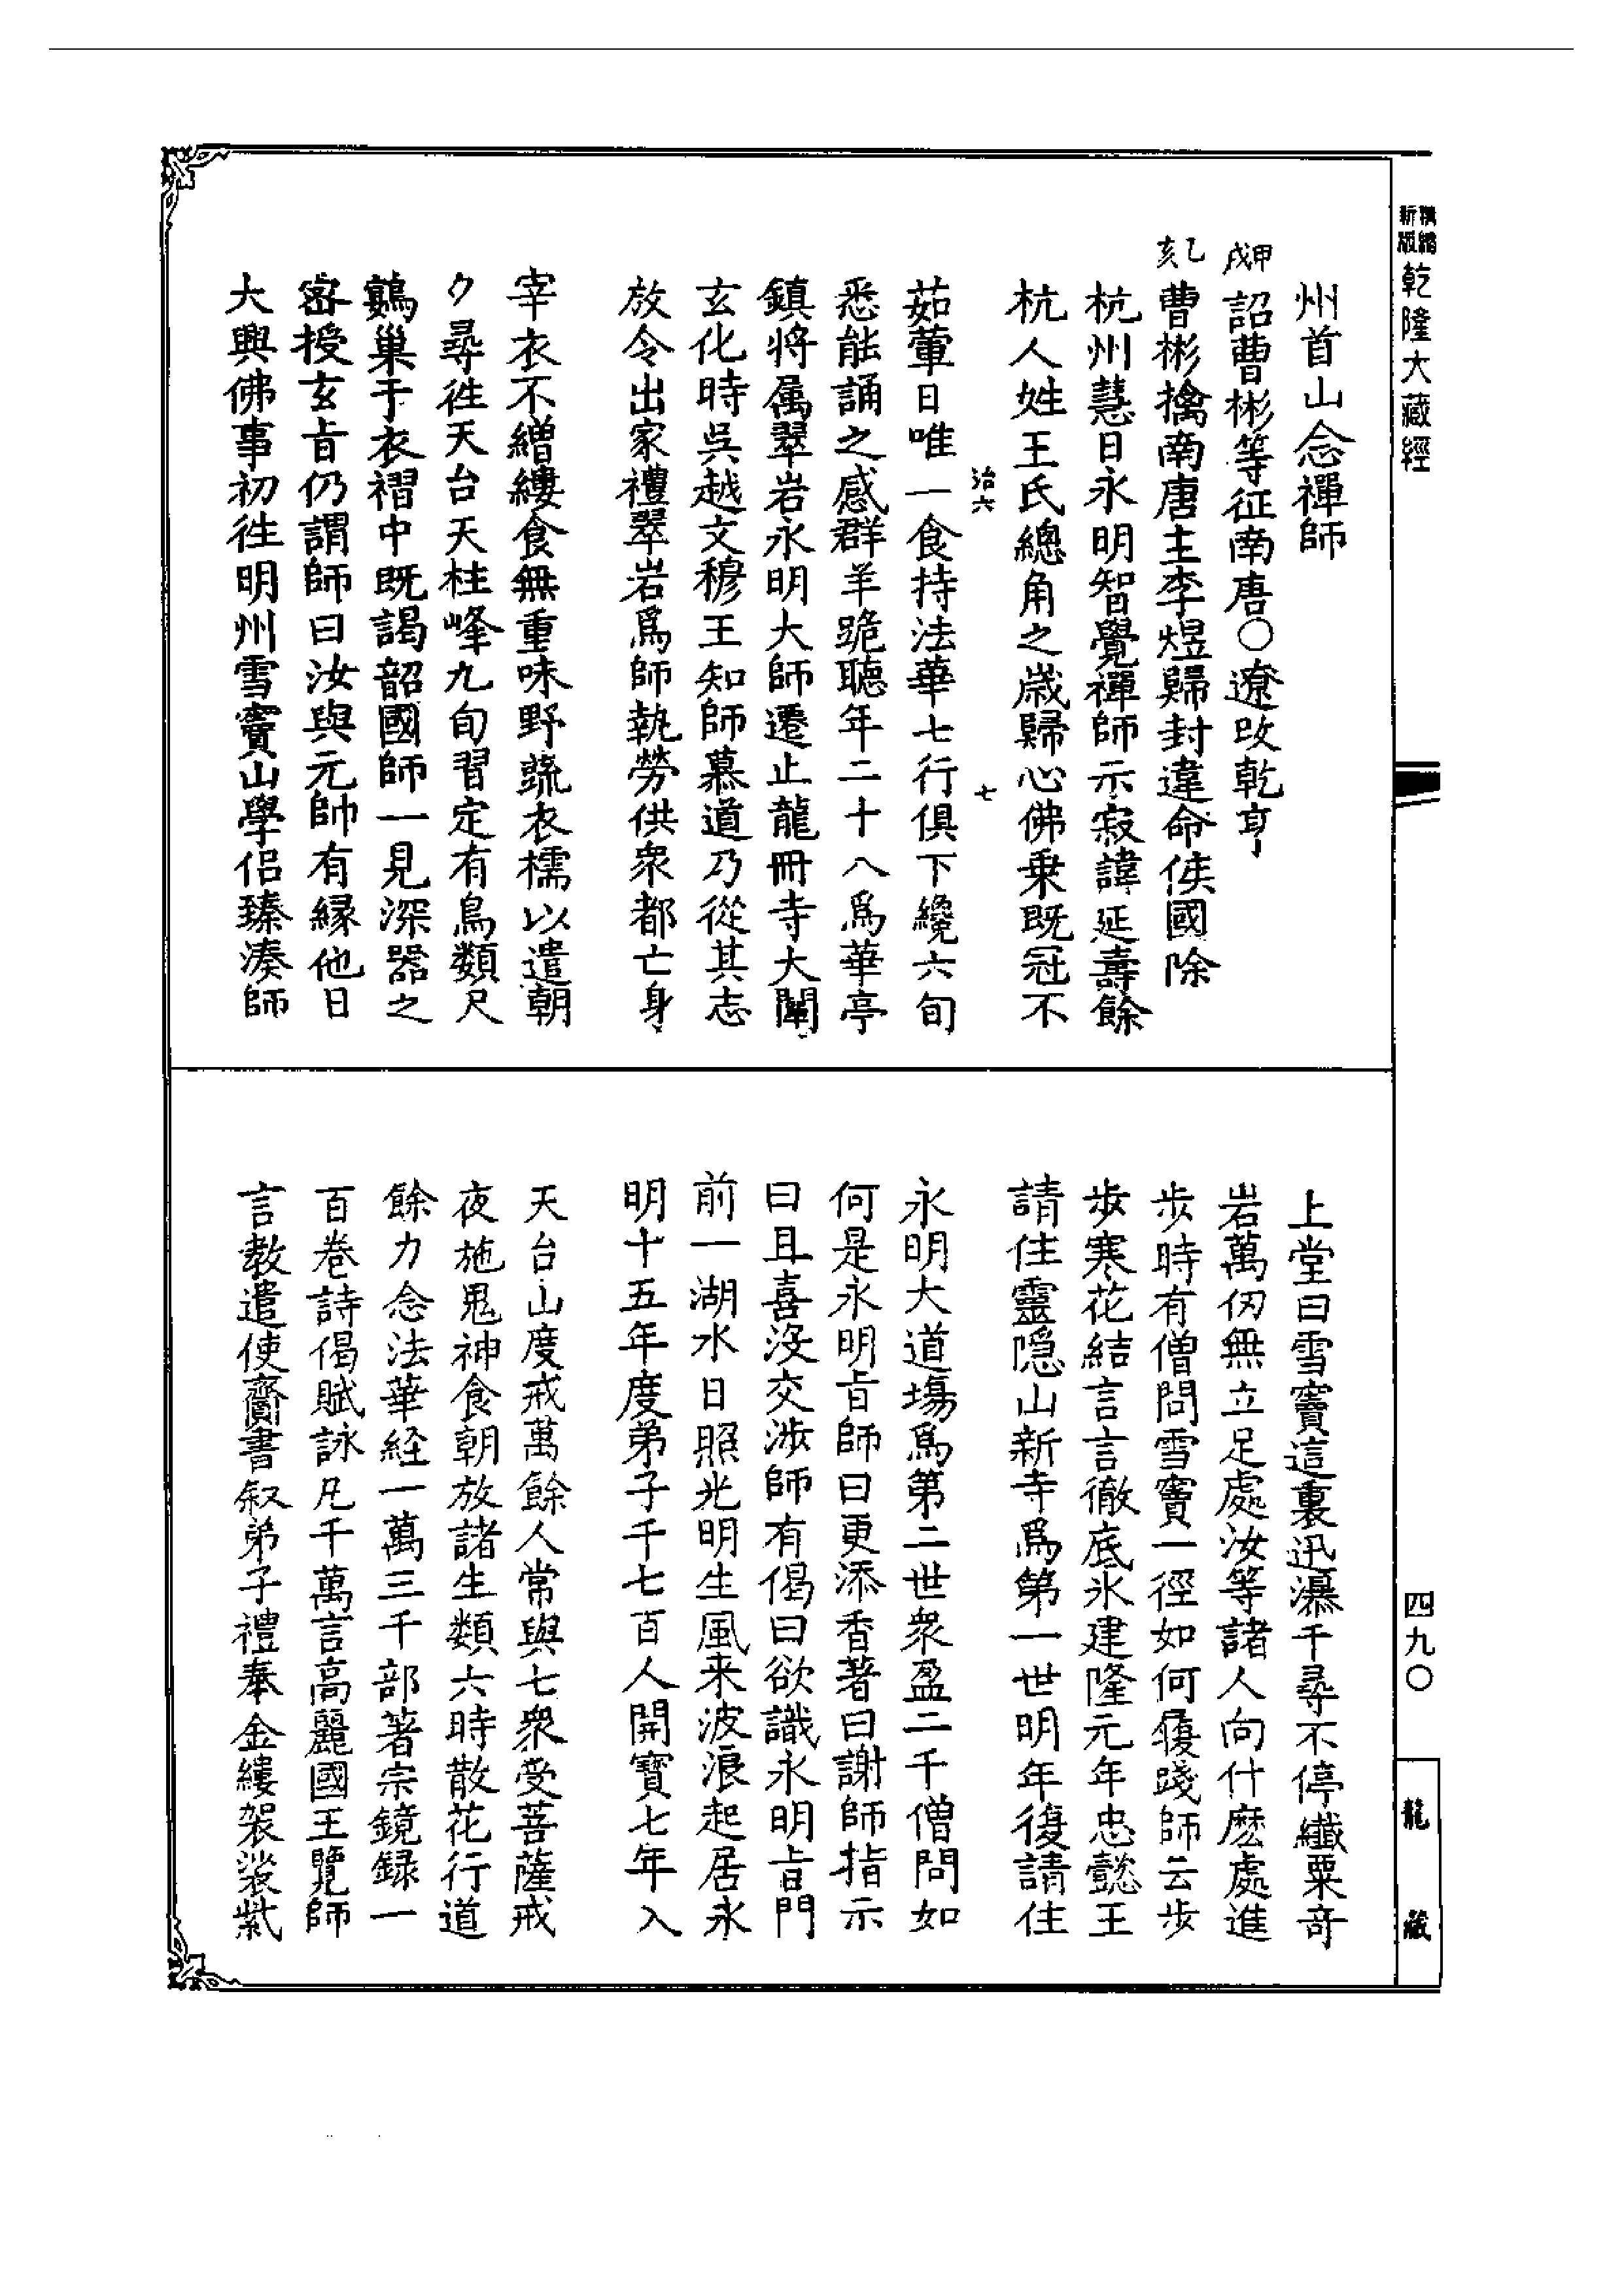 精縮新版乾隆大藏經
州首山念禪師
甲戌詔曹彬等征南唐〇遼改乾亨
乙亥曹彬擒南唐主李煜歸封違命侯國除
杭州慧日永明智覺禪師示寂諱延壽餘
杭人姓王氏總角之歲歸心佛乘既冠不
治六 七
茹葷日唯一食持法華七行俱下纔六旬
悉能誦之感群羊跪聽年二十八爲華亭
鎮將属翠岩永明大師遷止龍冊寺大闡
玄化時吳越文穆王知師慕道乃從其志
放令出家禮翠岩爲師執勞供衆都亡身
宰衣不繒纊食無重味野蔬衣襦以遣朝
夕尋徃天台天柱峰九旬習定有鳥類尺
鷃巢于衣褶中既謁韶國師一見深器之
密授玄㫖仍謂師曰汝與元帥有緣他日
大興佛事初徃明州雪竇山學侶臻湊師
上堂曰雪竇這裏迅瀑千尋不停纖粟奇
岩萬仞無立足處汝等諸人向什麽處進
步時有僧問雪竇一徑如何履踐師云步
步寒花結言言徹底氷建隆元年忠懿王
請住靈隱山新寺爲第一世明年復請住
永明大道場爲第二世衆盈二千僧問如
何是永明㫖師曰更添香著曰謝師指示
曰且喜沒交涉師有偈曰欲識永明㫖門
前一湖水日照光明生風来波浪起居永
明十五年度弟子千七百人開寳七年入
天台山度戒萬餘人常與七衆受菩薩戒
夜施鬼神食朝放諸生類六時散花行道
餘力念法華経一萬三千部著宗鏡録一
百卷詩偈賦詠凡千萬言高麗國王覽師
言教遣使齎書叙弟子禮奉金縷袈裟紫
四九〇
龍藏